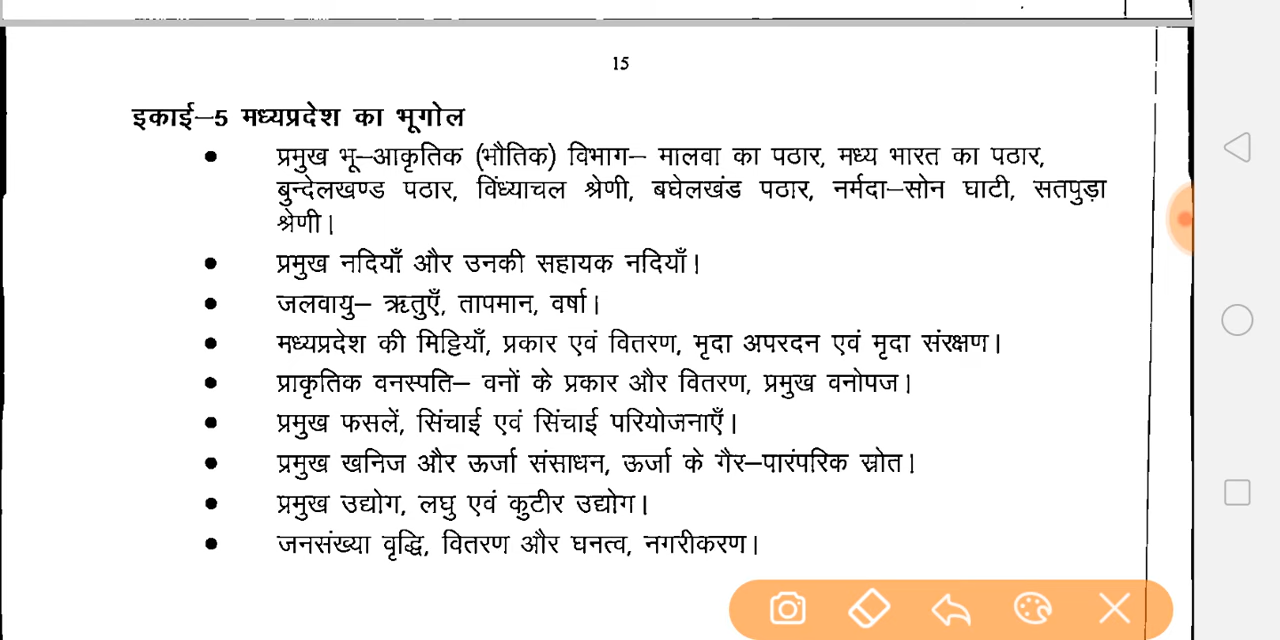 15
इकाई–5 मध्यप्रदेश का भूगोल
● प्रमुख भू–आकृतिक (भौतिक) विभाग– मालवा का पठार, मध्य भारत का पठार,
बुन्देलखण्ड पठार, विंध्याचल श्रेणी, बघेलखंड पठार, नर्मदा–सोन घाटी, सतपुड़ा
श्रेणी।
● प्रमुख नदियाँ और उनकी सहायक नदियाँ।
● जलवायु– ऋतुएँ, तापमान, वर्षा।
● मध्यप्रदेश की मिट्टियाँ, प्रकार एवं वितरण, मृदा अपरदन एवं मृदा संरक्षण।
● प्राकृतिक वनस्पति– वनों के प्रकार और वितरण, प्रमुख वनोपज।
● प्रमुख फसलें, सिंचाई एवं सिंचाई परियोजनाएँ।
● प्रमुख खनिज और ऊर्जा संसाधन, ऊर्जा के गैर–पारंपरिक स्रोत।
● प्रमुख उद्योग, लघु एवं कुटीर उद्योग।
● जनसंख्या वृद्धि, वितरण और घनत्व, नगरीकरण।